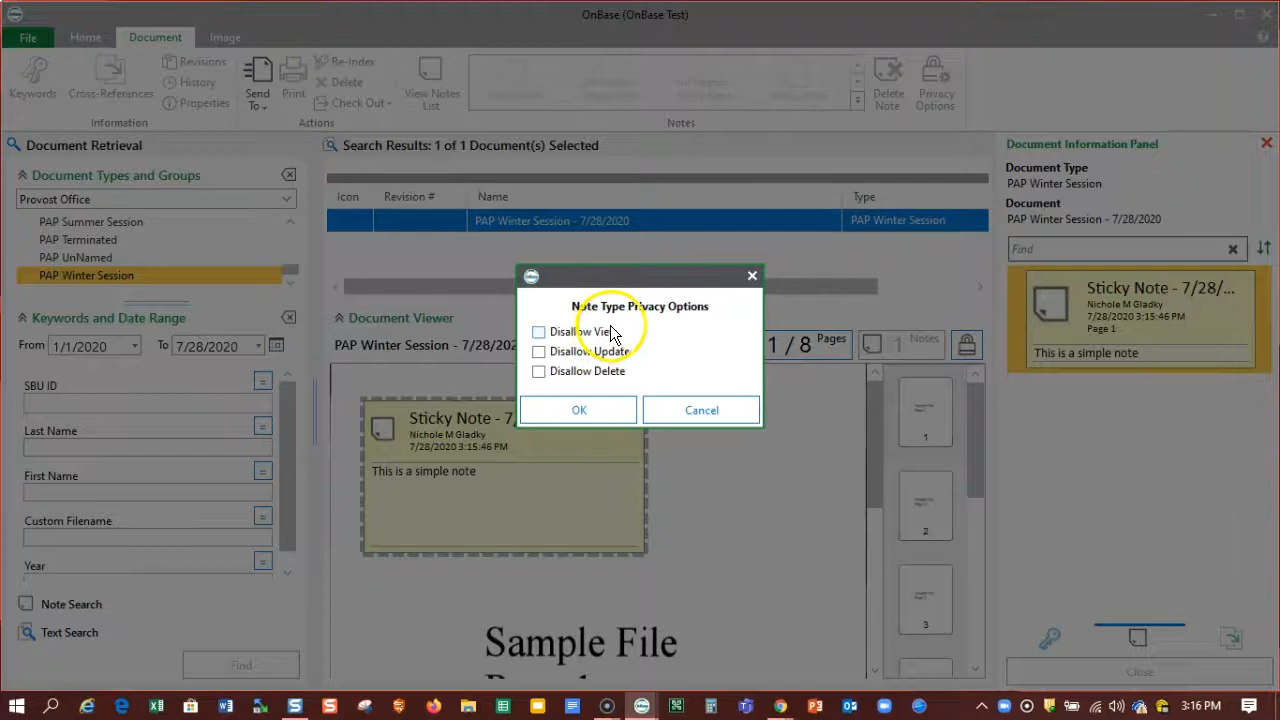 OnBase (OnBase Test)
File
Home
Document
Image
Keywords
Cross-References
Revisions
History
Properties
Information
Send To
Print
Re-Index
Delete
Check Out
Actions
View Notes List
Notes
Delete Note
Privacy Options
Document Retrieval
Document Types and Groups
Provost Office
PAP Summer Session
PAP Terminated
PAP UnNamed
PAP Winter Session
Keywords and Date Range
From 1/1/2020 To 7/28/2020
SBU ID =
Last Name =
First Name =
Custom Filename =
Year =
Note Search
Text Search
Find
Search Results: 1 of 1 Document(s) Selected
Icon Revision # Name Type
PAP Winter Session - 7/28/2020 PAP Winter Session
Document Viewer
PAP Winter Session - 7/28/202
1 / 8 Pages
1 Notes
Sticky Note - 7/
Nichole M Gladky
7/28/2020 3:15:46 PM
This is a simple note
Sample File
1
2
3
Note Type Privacy Options
Disallow View
Disallow Update
Disallow Delete
OK
Cancel
Document Information Panel
Document Type
PAP Winter Session
Document
PAP Winter Session - 7/28/2020
Find
Sticky Note - 7/28/...
Nichole M Gladky
7/28/2020 3:15:46 PM
Page 1
This is a simple note
Close
3:16 PM